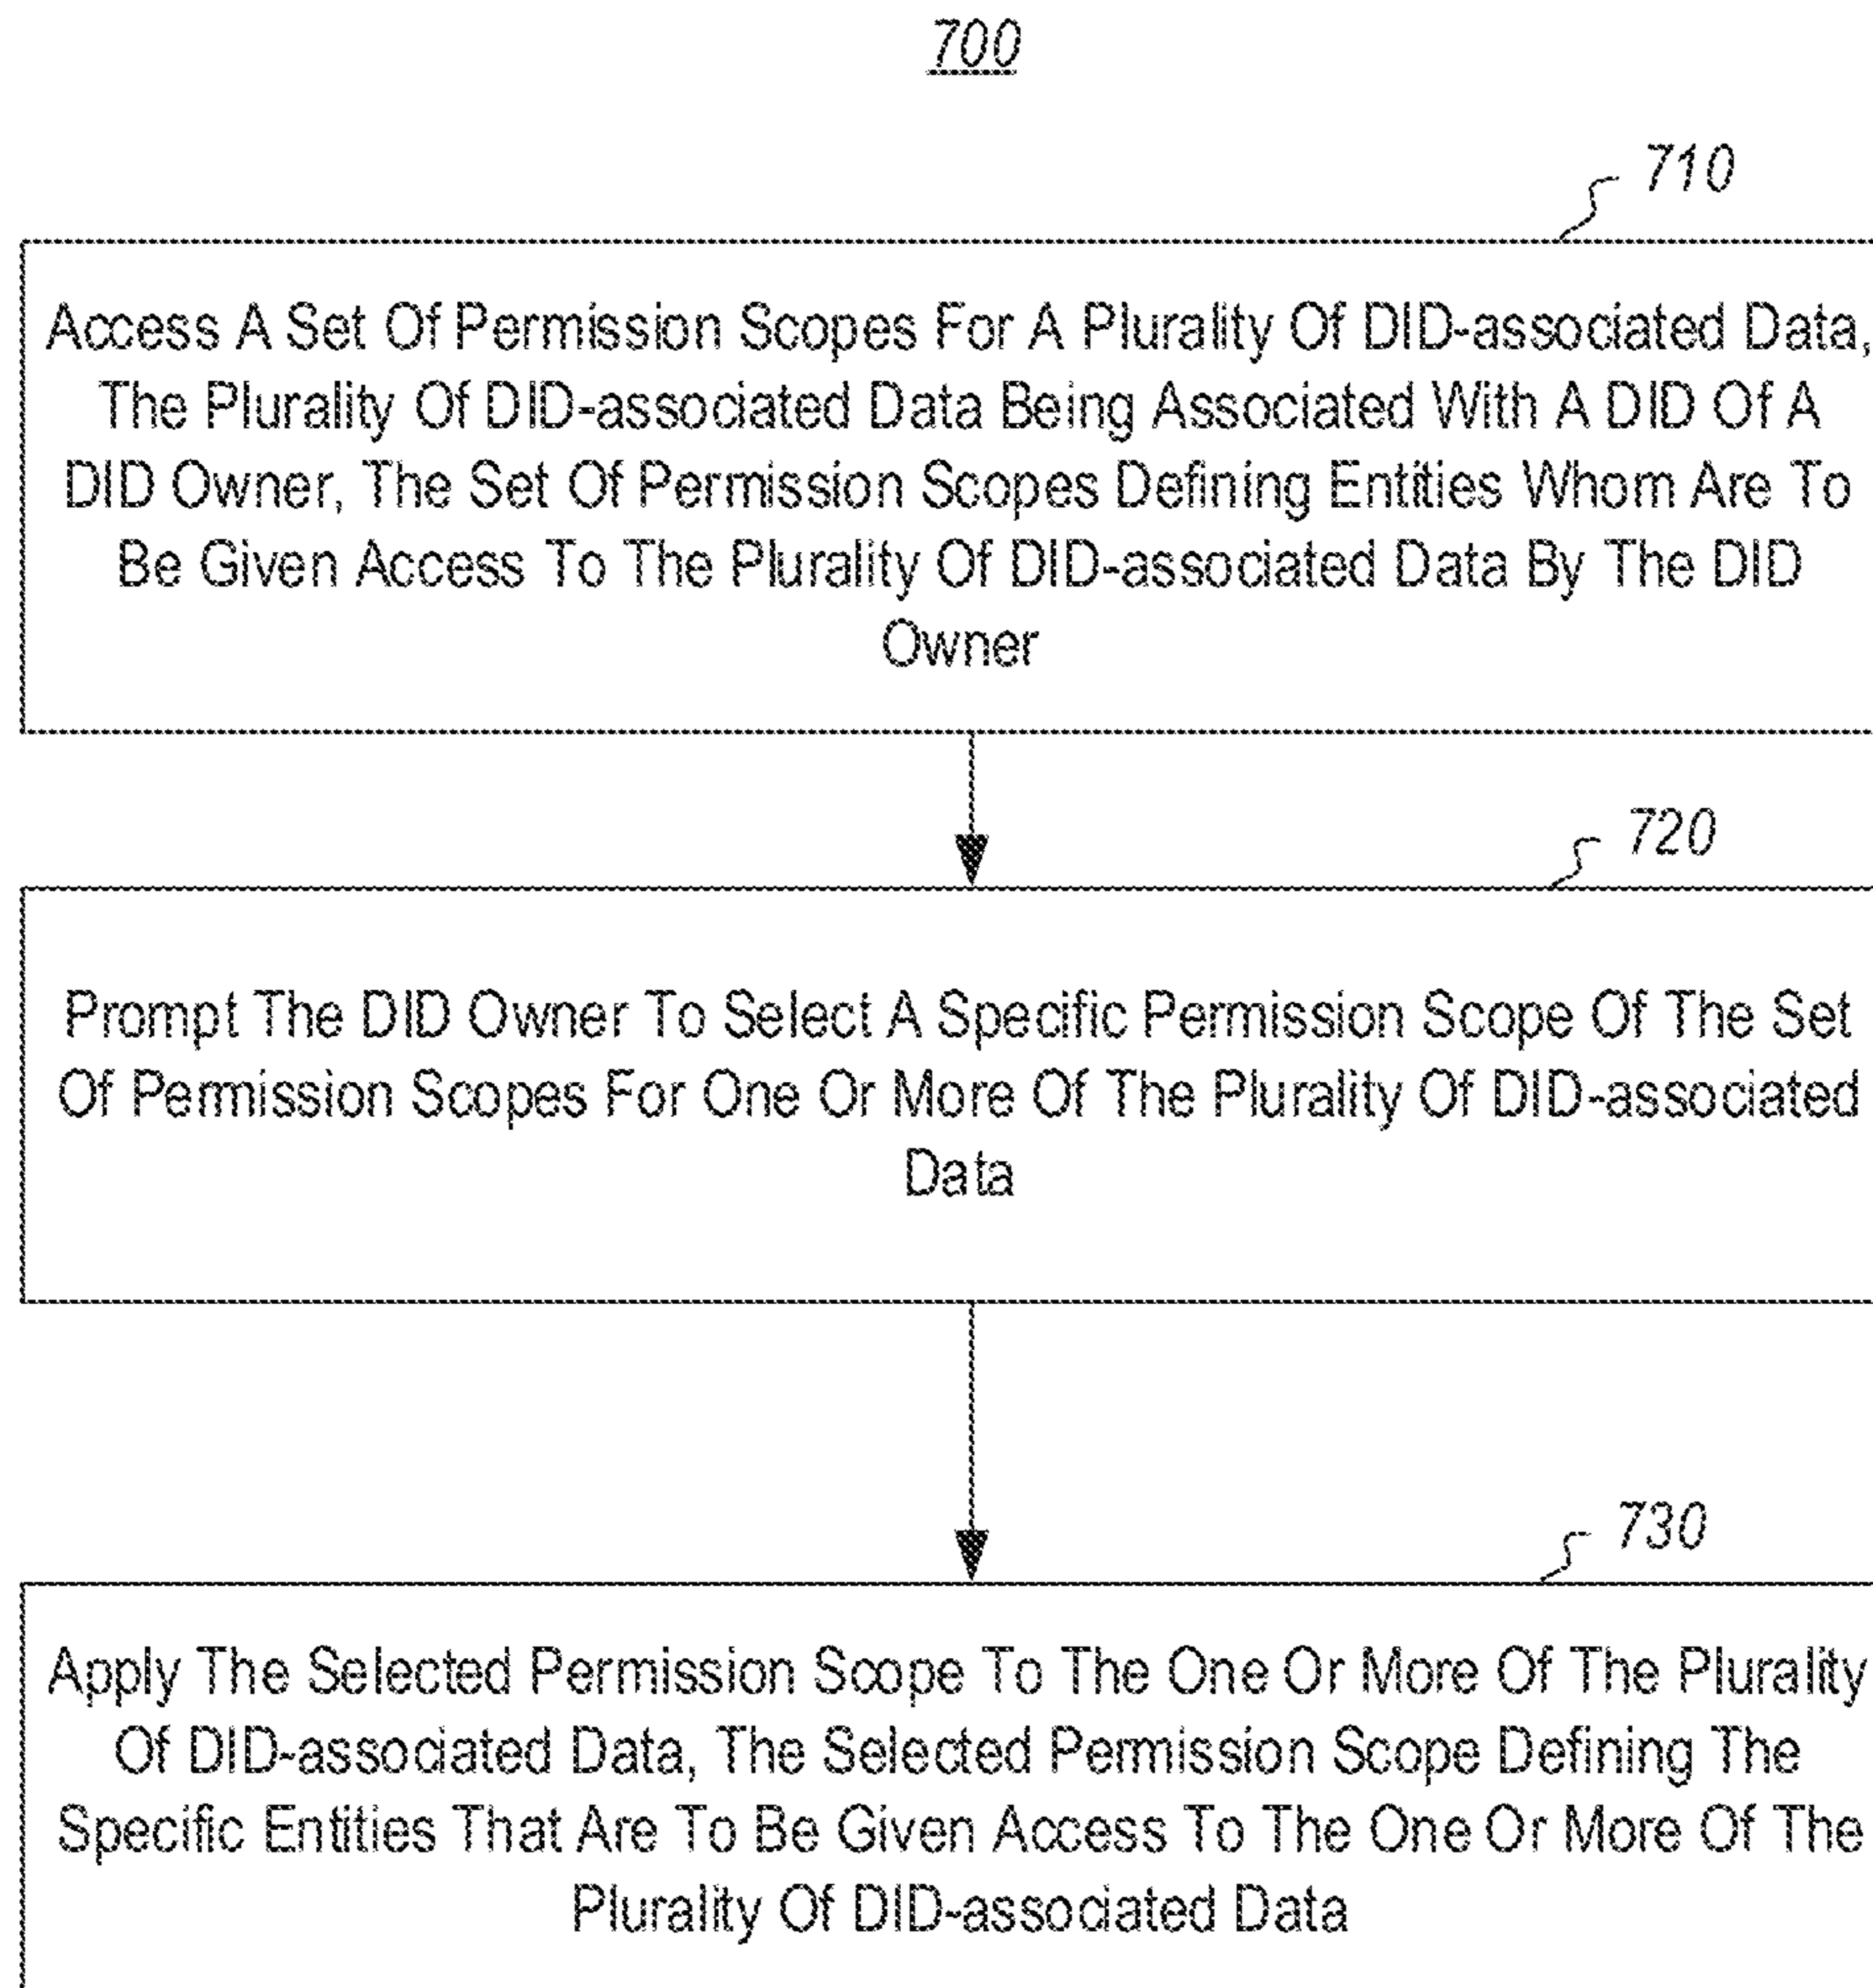 700
710
Access A Set Of Permission Scopes For A Plurality Of DID-associated Data,
The Plurality Of DID-associated Data Being Associated With A DID Of A
DID Owner, The Set Of Permission Scopes Defining Entities Whom Are To
Be Given Access To The Plurality Of DID-associated Data By The DID
Owner
720
Prompt The DID Owner To Select A Specific Permission Scope Of The Set
Of Permission Scopes For One Or More Of The Plurality Of DID-associated
Data
730
Apply The Selected Permission Scope To The One Or More Of The Plurality
Of DID-associated Data, The Selected Permission Scope Defining The
Specific Entities That Are To Be Given Access To The One Or More Of The
Plurality Of DID-associated Data